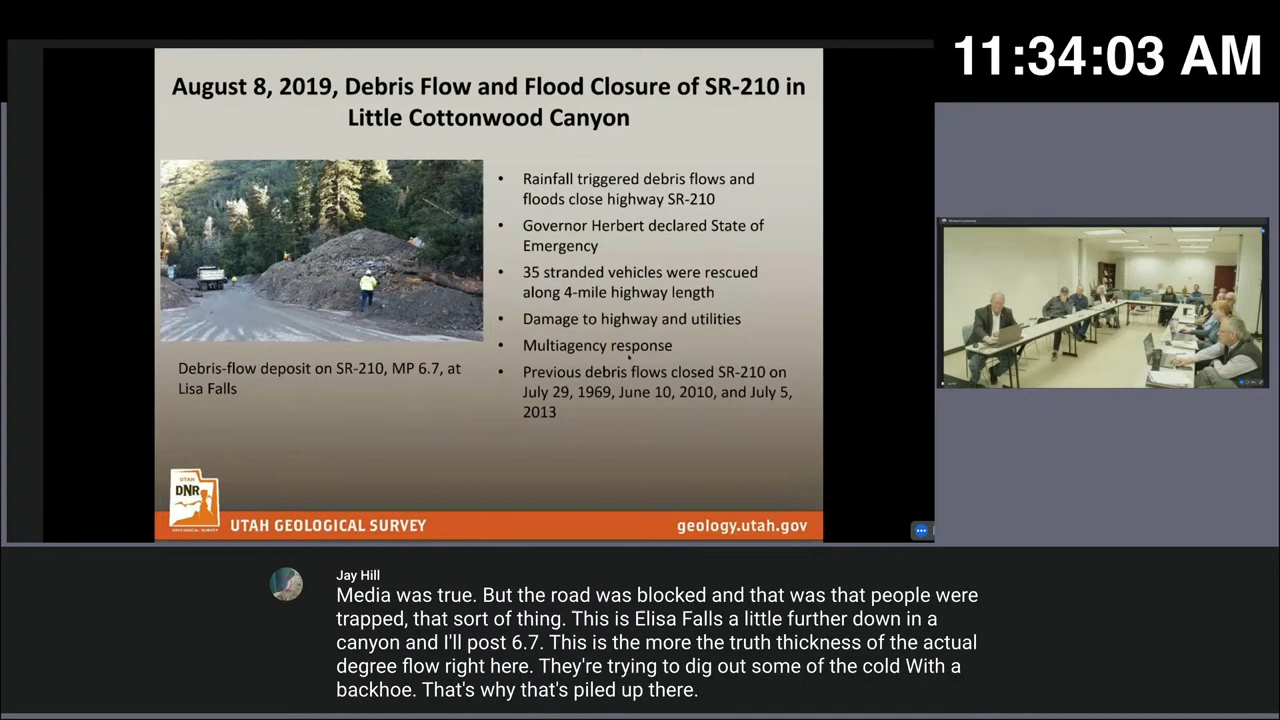 11:34:03 AM
August 8, 2019, Debris Flow and Flood Closure of SR-210 in
Little Cottonwood Canyon
• Rainfall triggered debris flows and
floods close highway SR-210
• Governor Herbert declared State of
Emergency
• 35 stranded vehicles were rescued
along 4-mile highway length
• Damage to highway and utilities
• Multiagency response
• Previous debris flows closed SR-210 on
July 29, 1969, June 10, 2010, and July 5,
2013
Debris-flow deposit on SR-210, MP 6.7, at
Lisa Falls
UTAH
DNR
GEOLOGICAL SURVEY
UTAH GEOLOGICAL SURVEY
geology.utah.gov
Jay Hill
Media was true. But the road was blocked and that was that people were
trapped, that sort of thing. This is Elisa Falls a little further down in a
canyon and I'll post 6.7. This is the more the truth thickness of the actual
degree flow right here. They're trying to dig out some of the cold With a
backhoe. That's why that's piled up there.